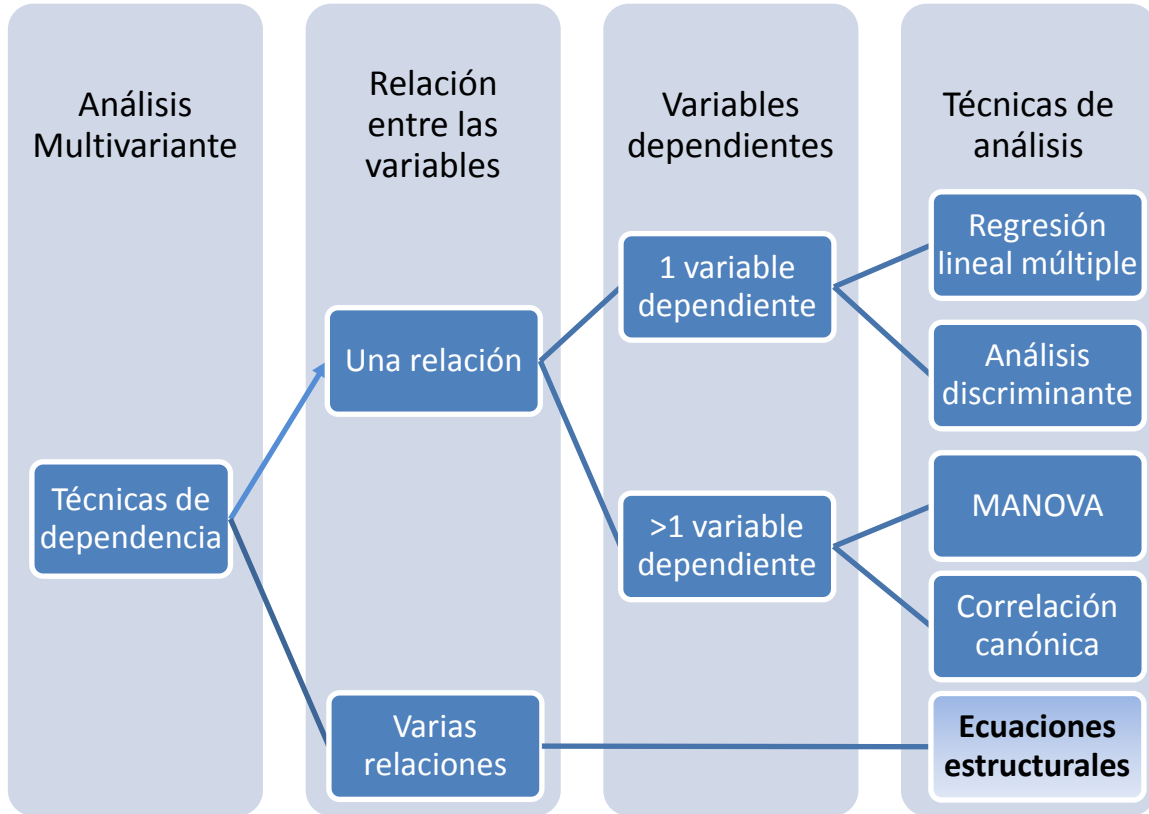 Análisis
Multivariante
Relación
entre las
variables
Variables
dependientes
Técnicas de
análisis
Técnicas de
dependencia
Una relación
Varias
relaciones
1 variable
dependiente
>1 variable
dependiente
Regresión
lineal múltiple
Análisis
discriminante
MANOVA
Correlación
canónica
Ecuaciones
estructurales